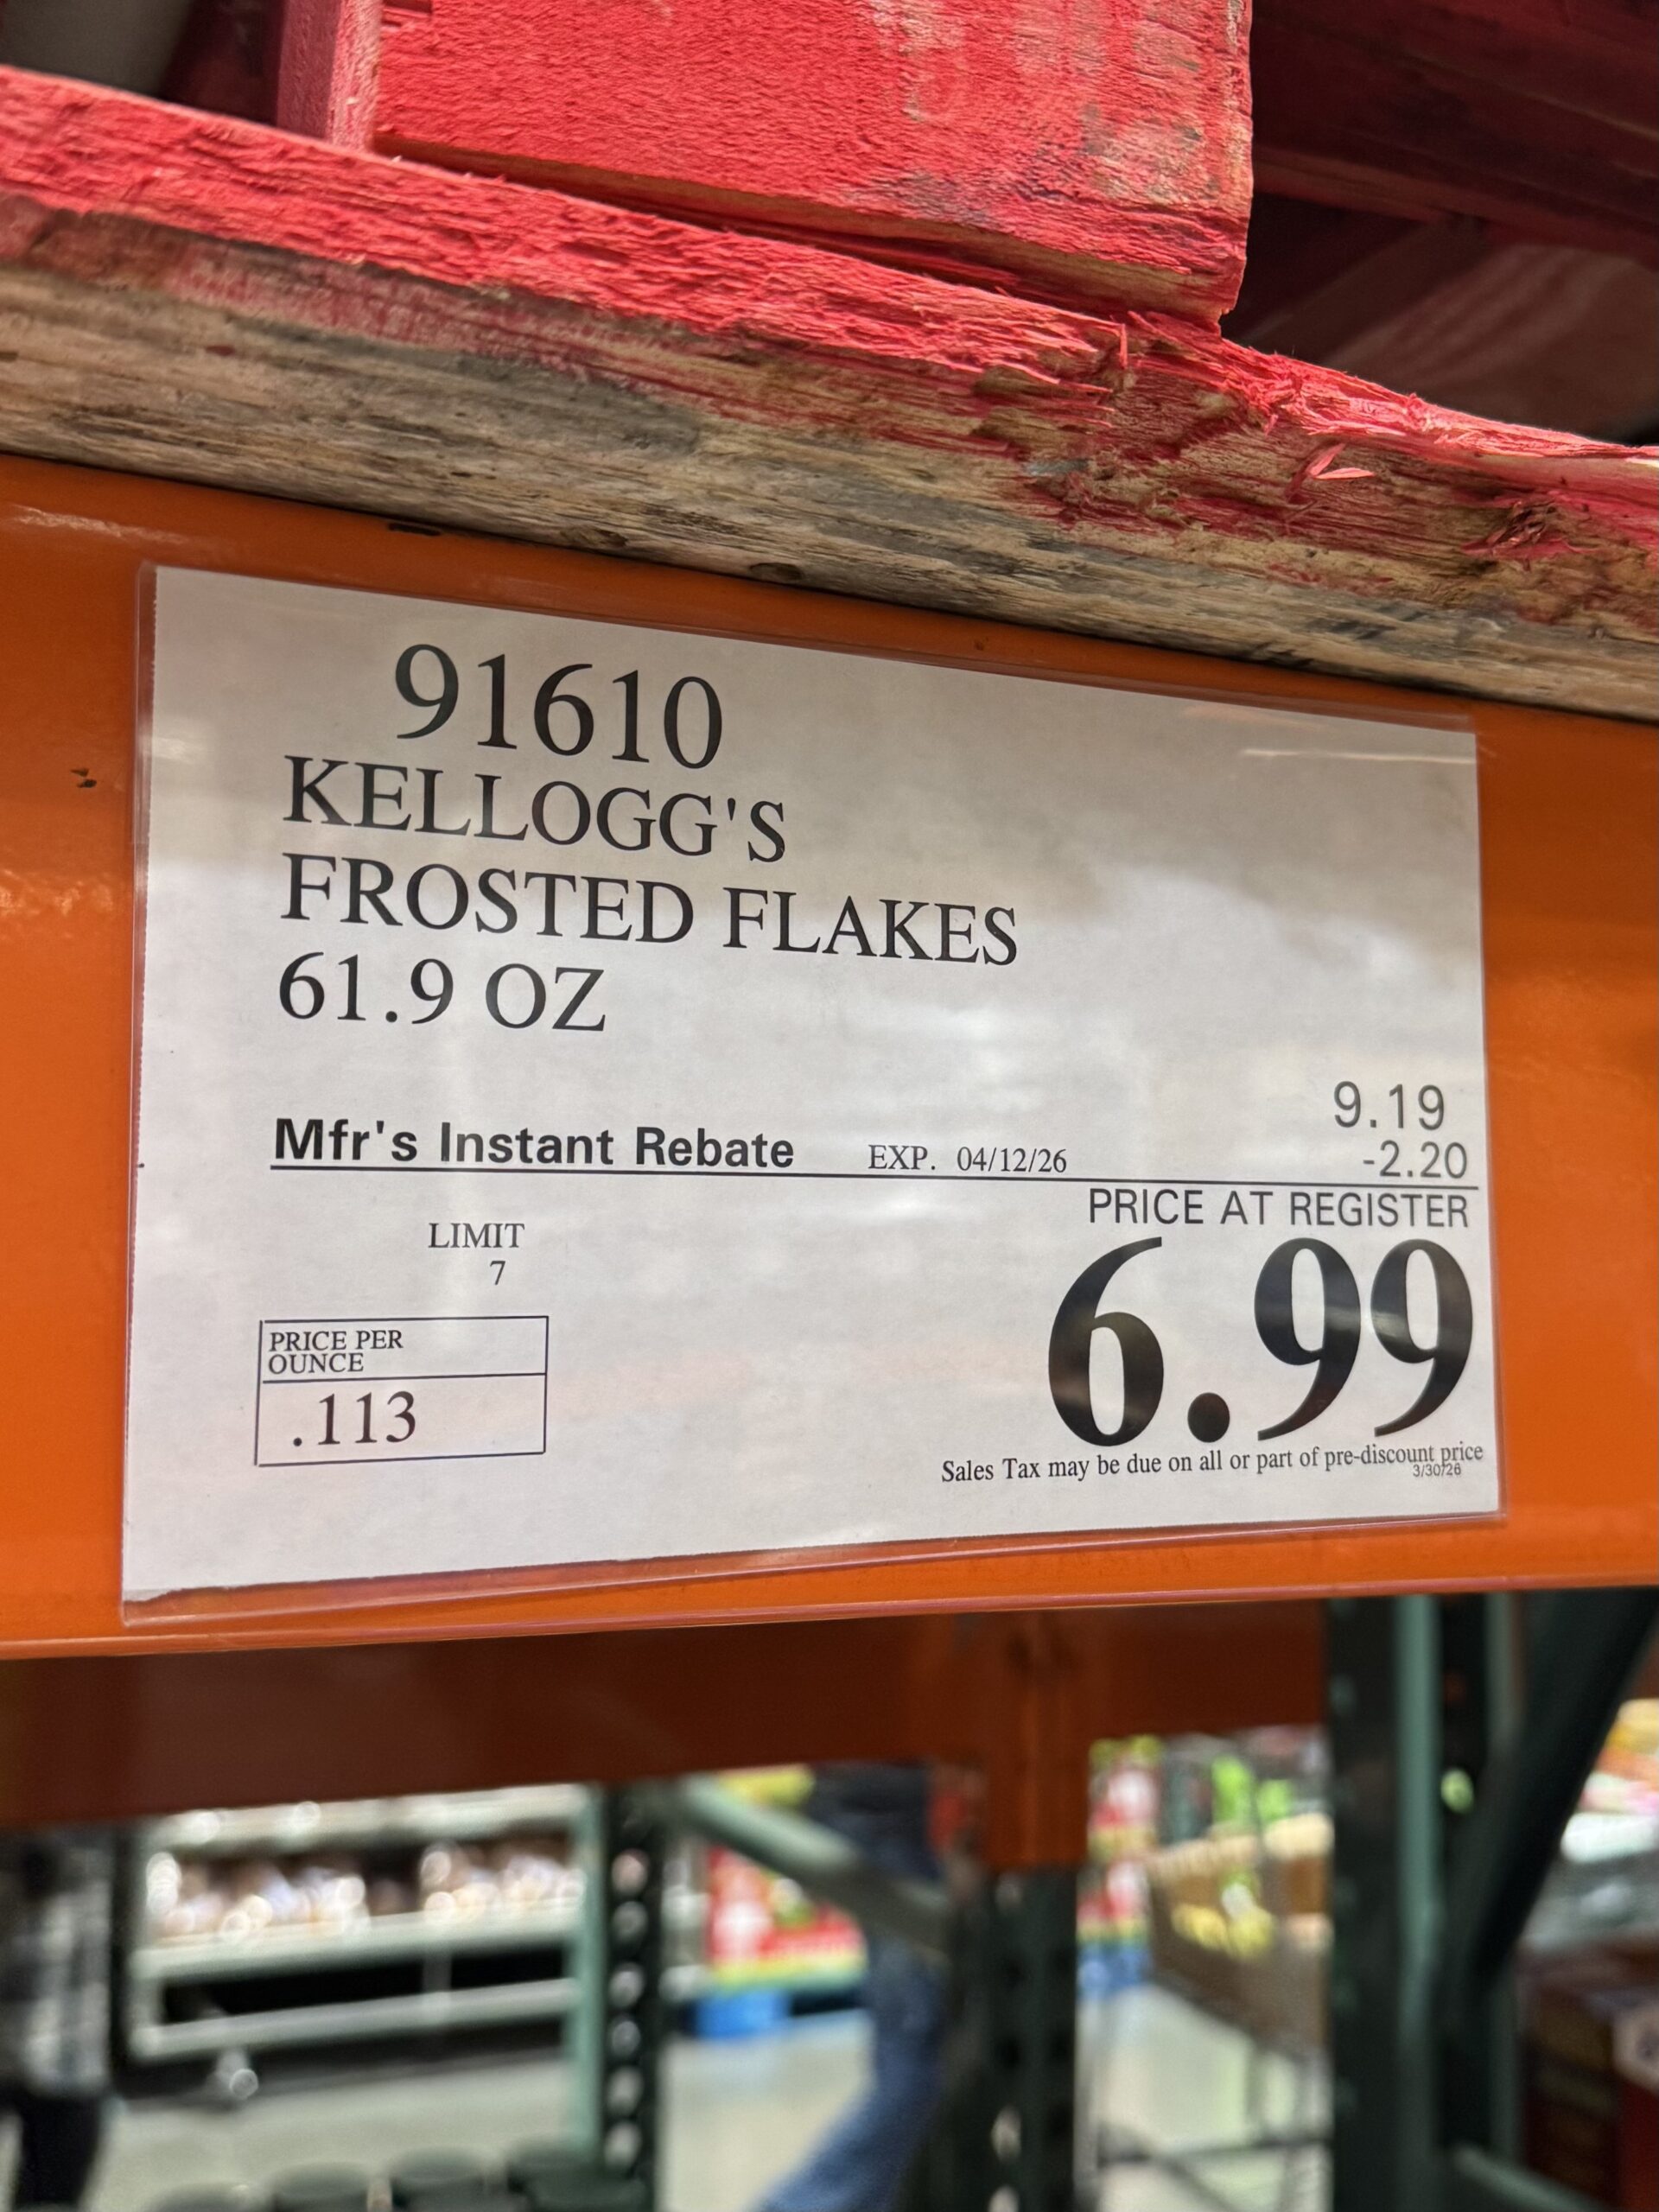 91610
KELLOGG'S
FROSTED FLAKES
61.9 OZ
9.19
Mfr's Instant Rebate EXP. 04/12/26 -2.20
PRICE AT REGISTER
6.99
LIMIT
7
PRICE PER
OUNCE
.113
Sales Tax may be due on all or part of pre-discount price
3/30/26